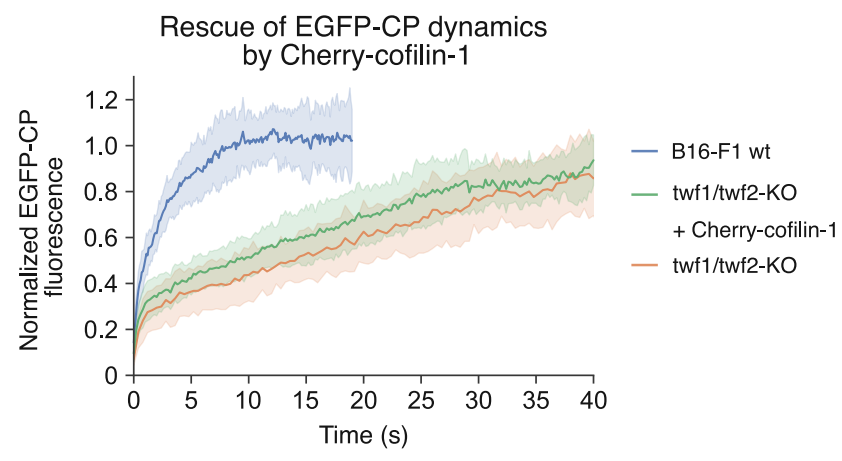 Rescue of EGFP-CP dynamics
by Cherry-cofilin-1
Normalized EGFP-CP
fluorescence
1.2
1.0
0.8
0.6
0.4
0.2
0
0 5 10 15 20 25 30 35 40
Time (s)
B16-F1 wt
twf1/twf2-KO
+ Cherry-cofilin-1
twf1/twf2-KO